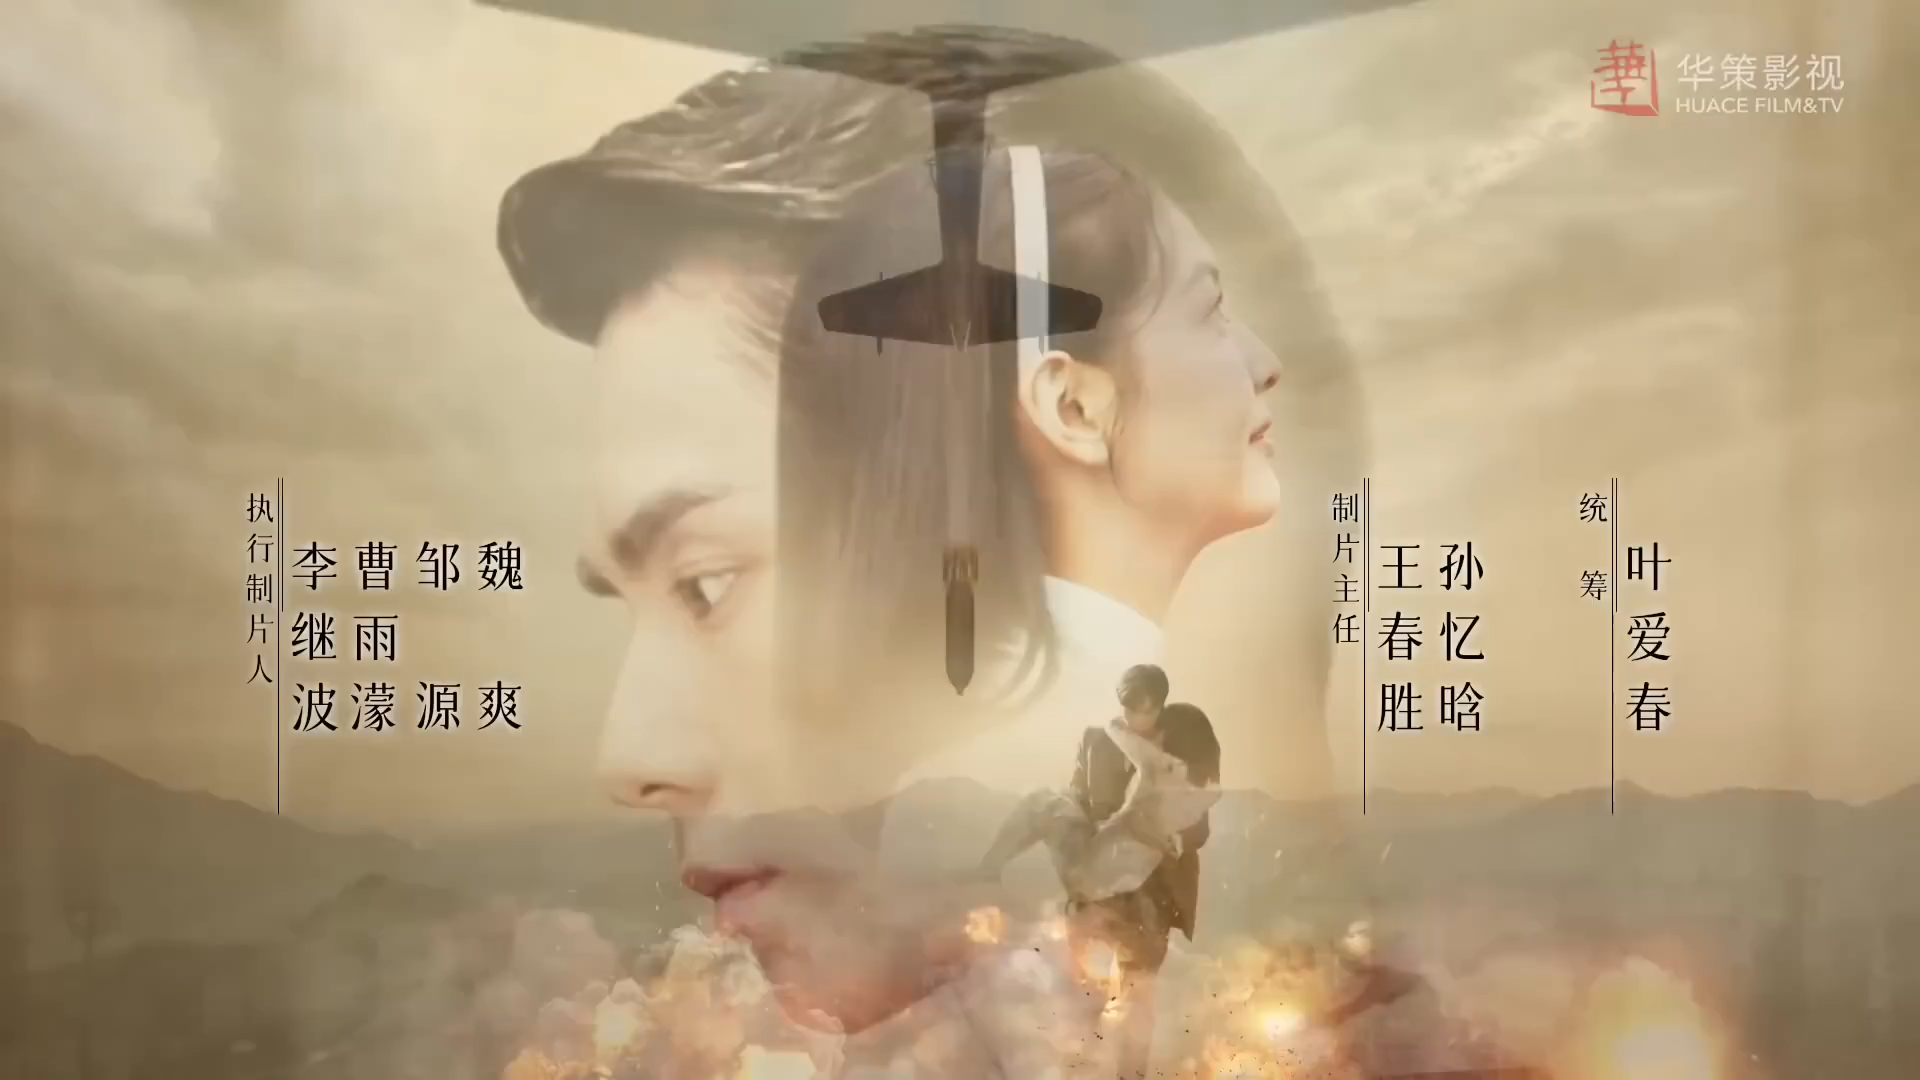 华策影视
HUACE FILM&TV
执行制片人
李继波
曹雨濛
邹源
魏爽
制片主任
王春胜
孙忆晗
统筹
叶爱春